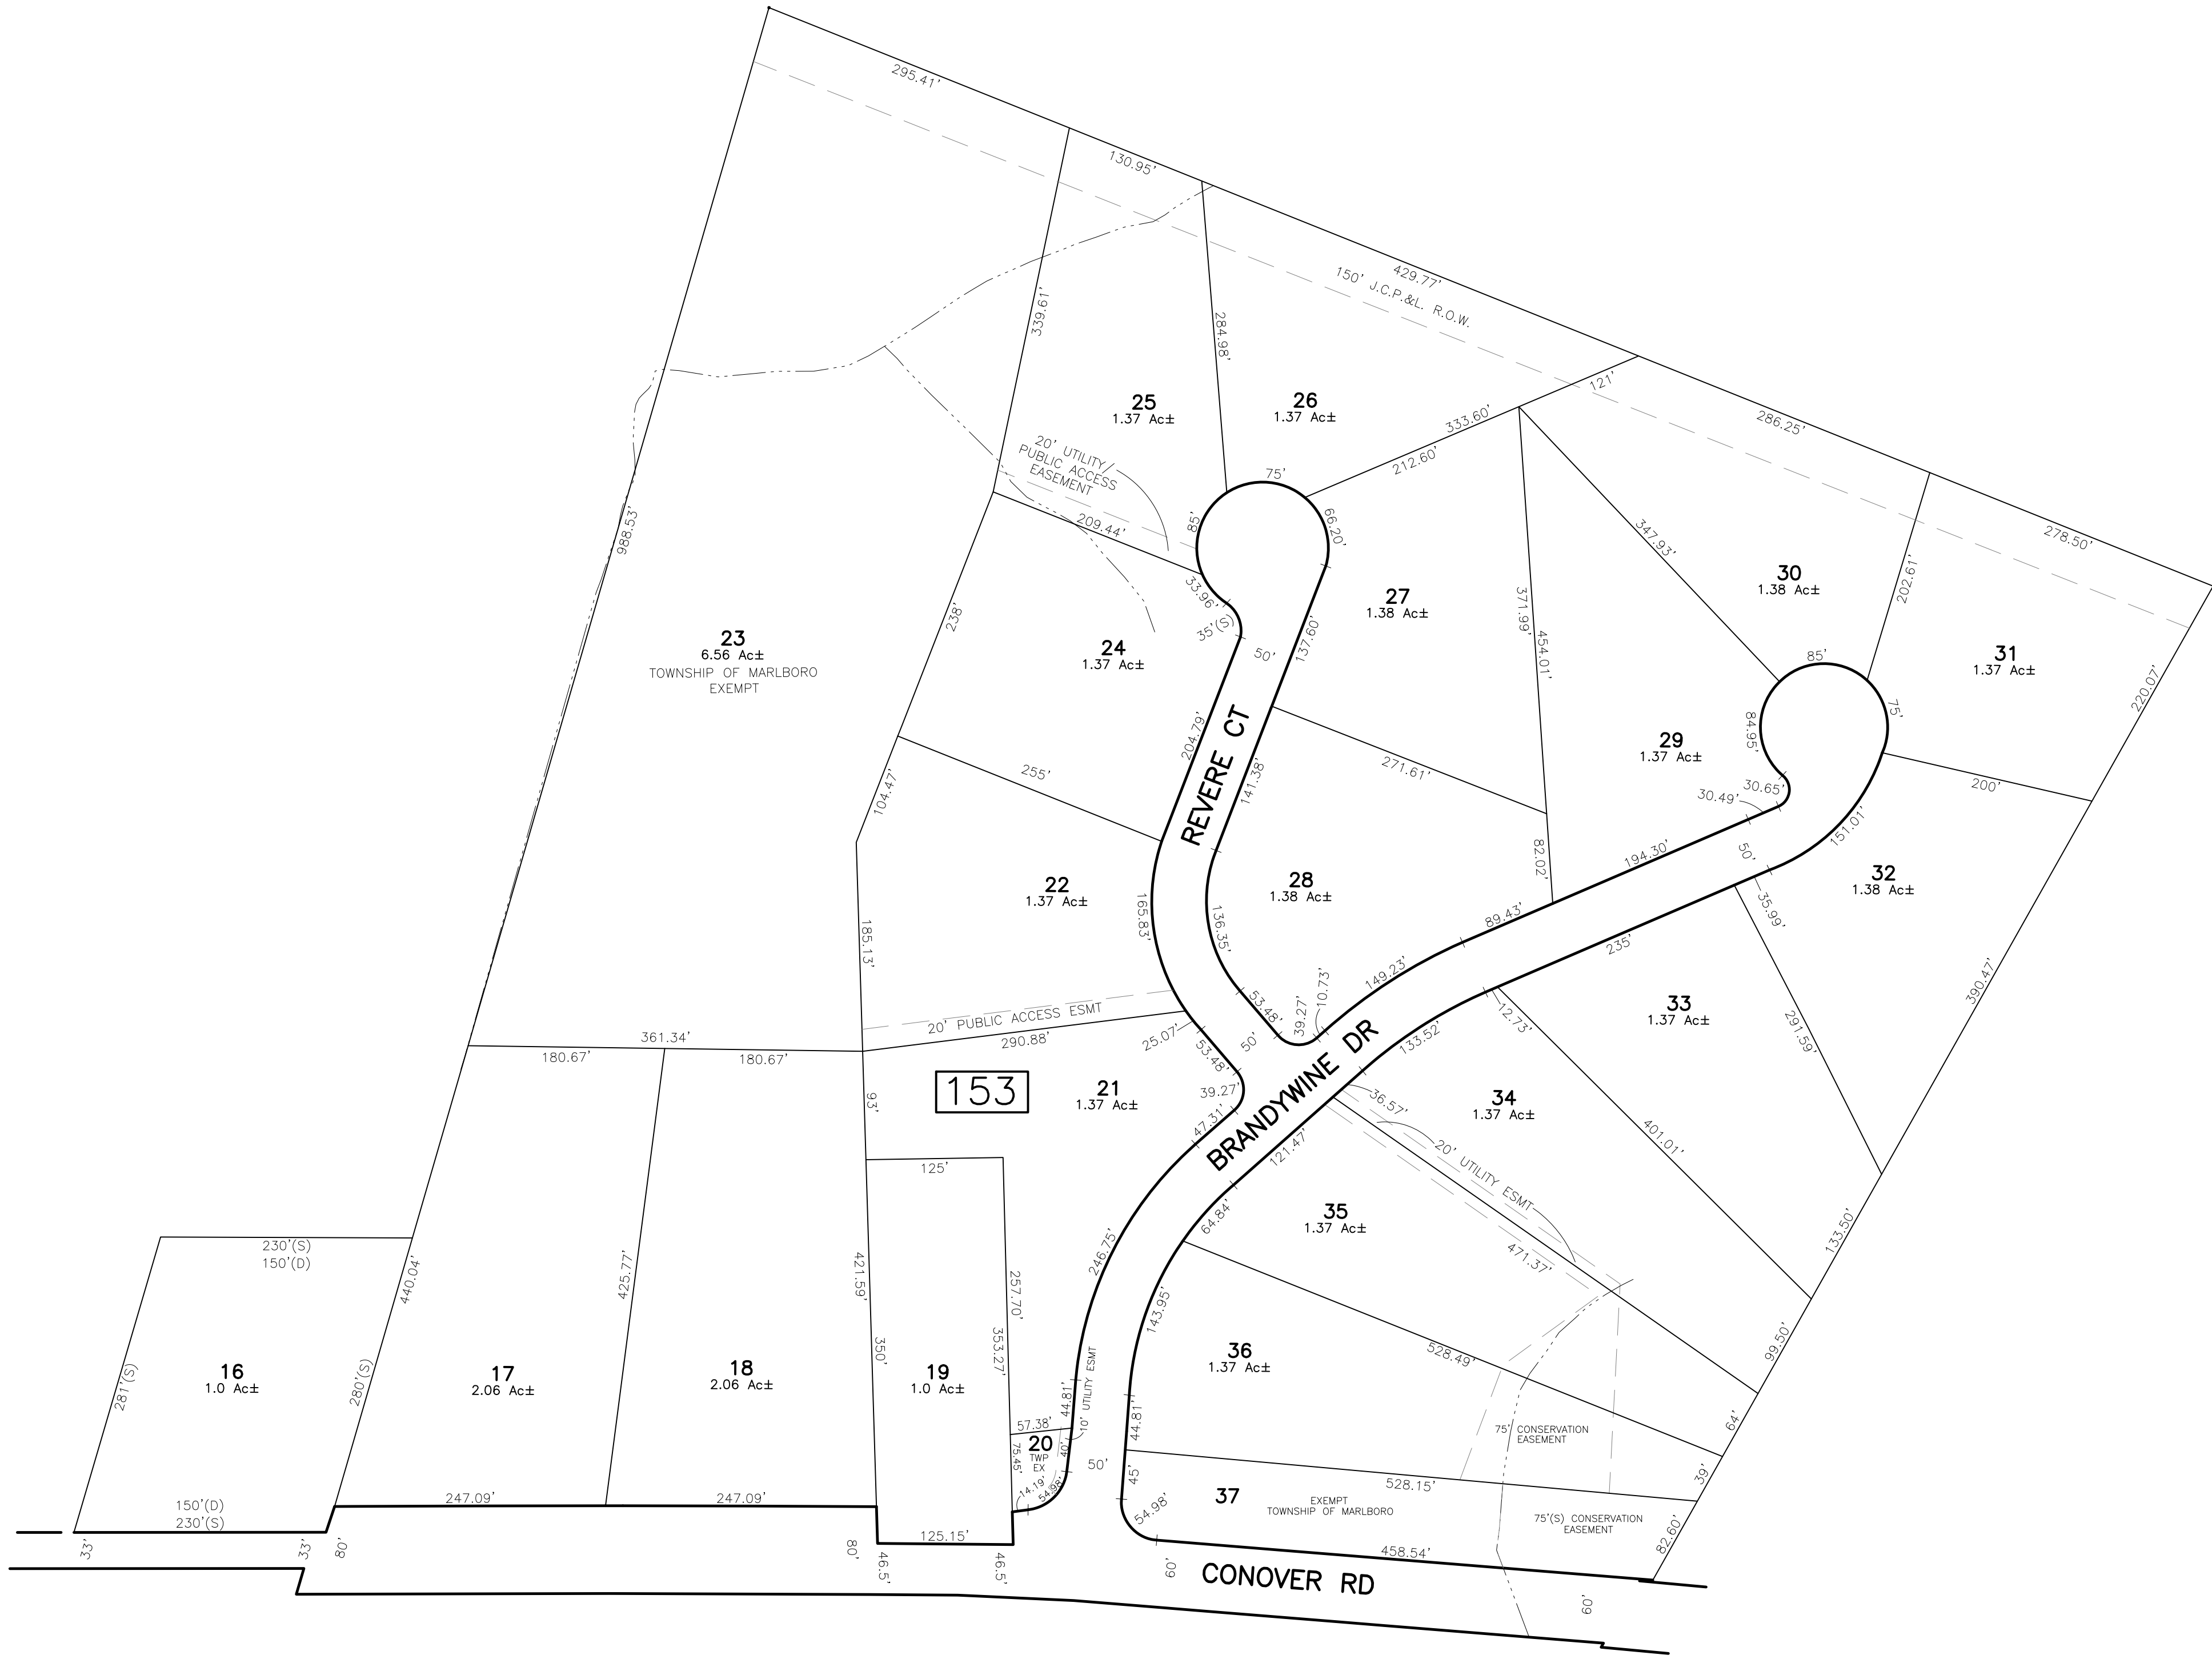 295.41'
130.95'
429.77'
150' J.C.P.&L. R.O.W.
286.25'
278.50'
339.61'
284.98'
25
1.37 Ac±
26
1.37 Ac±
333.60'
121'
212.60'
20' UTILITY/
PUBLIC ACCESS
EASEMENT
209.44'
75'
85'
66.20'
33.96'
35'(S)
50'
137.60'
988.53'
23
6.56 Ac±
TOWNSHIP OF MARLBORO
EXEMPT
238'
24
1.37 Ac±
27
1.38 Ac±
371.99'
454.01'
347.93'
30
1.38 Ac±
202.61'
31
1.37 Ac±
220.07'
85'
75'
84.95'
29
1.37 Ac±
30.65'
30.49'
200'
204.79'
REVERE CT
141.38'
271.61'
104.47'
255'
22
1.37 Ac±
165.83'
136.35'
28
1.38 Ac±
82.02'
194.30'
50'
151.01'
32
1.38 Ac±
35.99'
89.43'
235'
149.23'
185.13'
20' PUBLIC ACCESS ESMT
290.88'
25.07'
53.48'
53.48'
50'
39.27'
10.73'
BRANDYWINE DR
133.52'
12.73'
33
1.37 Ac±
291.59'
390.47'
361.34'
180.67'
180.67'
153
93'
21
1.37 Ac±
39.27'
47.31'
36.57'
34
1.37 Ac±
20' UTILITY ESMT
401.01'
121.47'
125'
64.84'
35
1.37 Ac±
471.37'
133.50'
230'(S)
150'(D)
440.04'
425.77'
421.59'
257.70'
246.75'
143.95'
99.50'
281'(S)
16
1.0 Ac±
280'(S)
17
2.06 Ac±
18
2.06 Ac±
350'
19
1.0 Ac±
353.27'
44.81'
10' UTILITY ESMT
44.81'
36
1.37 Ac±
528.49'
64'
75' CONSERVATION
EASEMENT
57.38'
20
TWP
EX
75.45'
40'
14.19'
54.98'
50'
45'
54.98'
37
528.15'
EXEMPT
TOWNSHIP OF MARLBORO
75'(S) CONSERVATION
EASEMENT
39'
82.60'
150'(D)
230'(S)
247.09'
247.09'
125.15'
458.54'
33'
33'
80'
80'
46.5'
46.5'
60'
CONOVER RD
60'